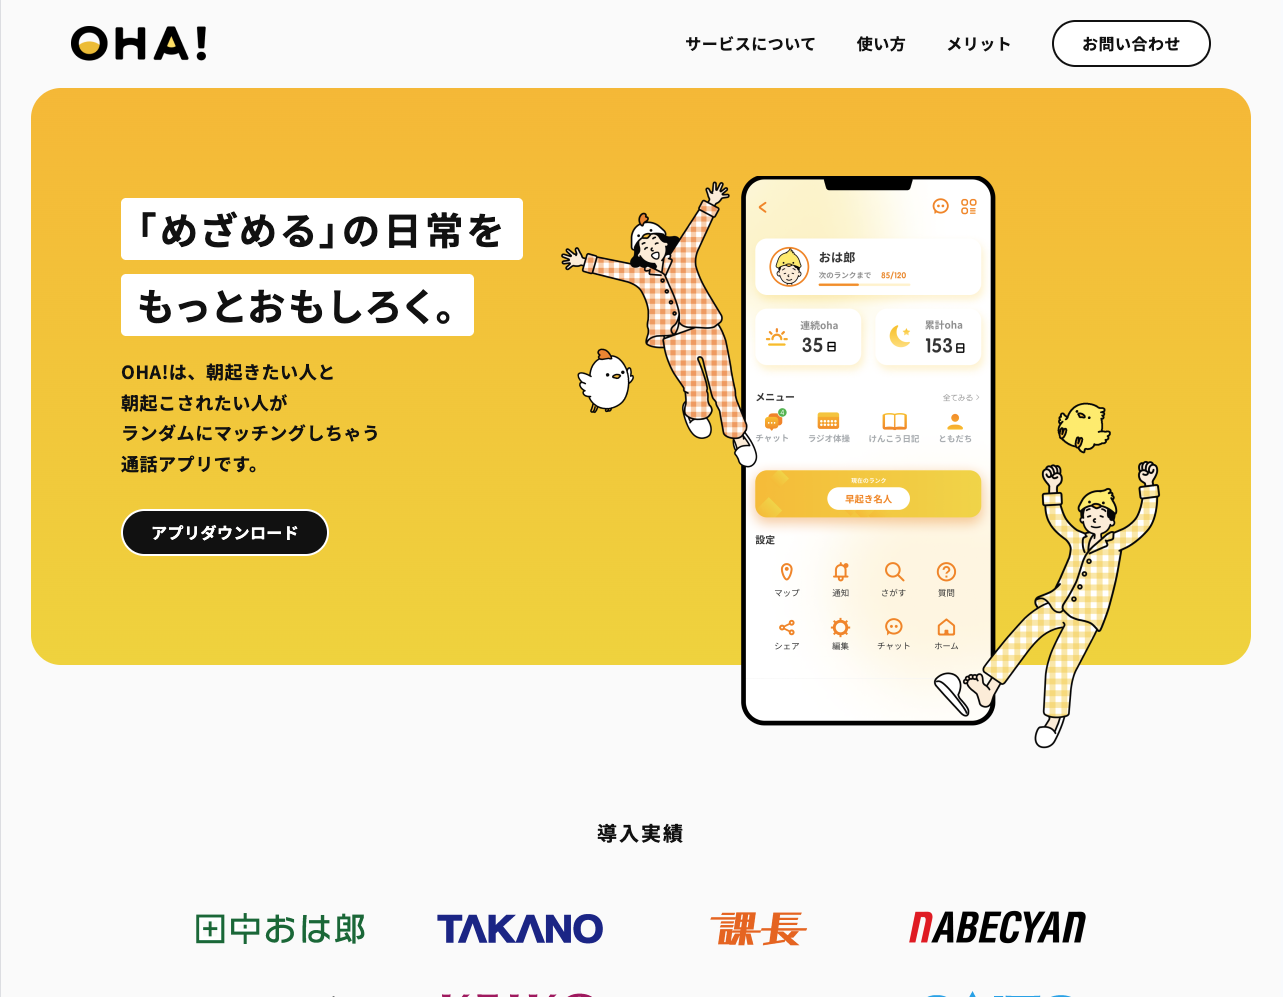 OHA!
サービスについて
使い方
メリット
お問い合わせ
「めざめる」の日常を
もっとおもしろく。
OHA!は、朝起きたい人と
朝起こされたい人が
ランダムにマッチングしちゃう
通話アプリです。
アプリダウンロード
おは郎
次のランクまで 85/120
連続oha
35日
累計oha
153日
メニュー
全てみる
チャット
ラジオ体操
けんこう日記
ともだち
現在のランク
早起き名人
設定
マップ
通知
さがす
質問
シェア
編集
チャット
ホーム
導入実績
田中おは郎
TAKANO
課長
NABECYAN